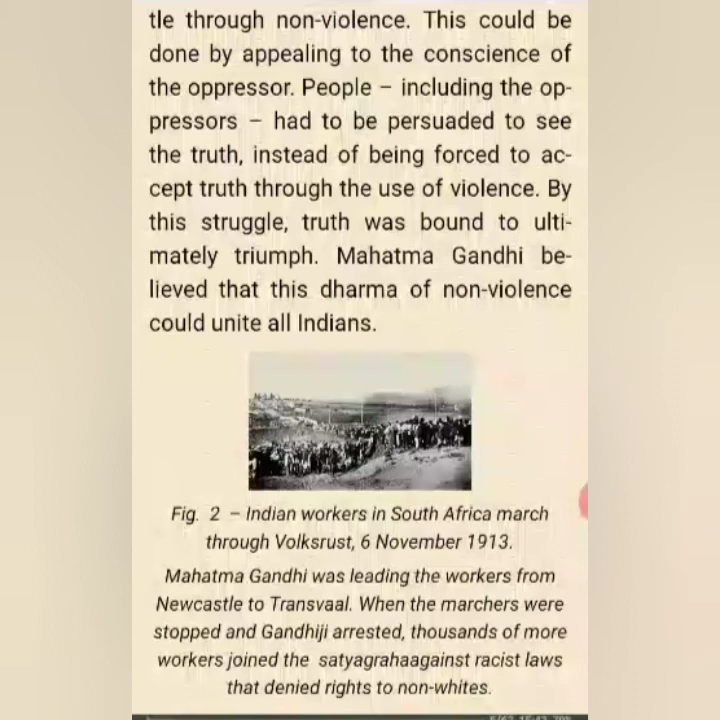 tle through non-violence. This could be
done by appealing to the conscience of
the oppressor. People – including the op-
pressors – had to be persuaded to see
the truth, instead of being forced to ac-
cept truth through the use of violence. By
this struggle, truth was bound to ulti-
mately triumph. Mahatma Gandhi be-
lieved that this dharma of non-violence
could unite all Indians.
Fig. 2 – Indian workers in South Africa march
through Volksrust, 6 November 1913.
Mahatma Gandhi was leading the workers from
Newcastle to Transvaal. When the marchers were
stopped and Gandhiji arrested, thousands of more
workers joined the satyagrahaagainst racist laws
that denied rights to non-whites.